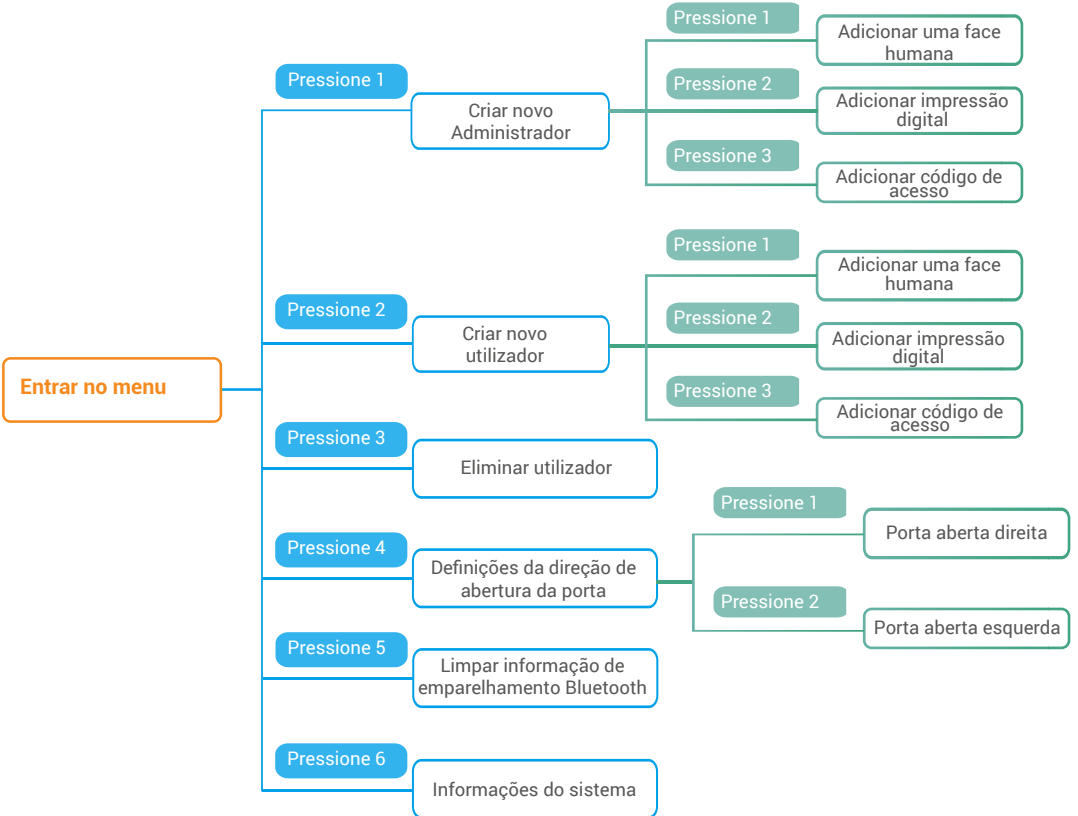 Entrar no menu
Pressione 1
Criar novo
Administrador
Pressione 1
Adicionar uma face
humana
Pressione 2
Adicionar impressão
digital
Pressione 3
Adicionar código de
acesso
Pressione 2
Criar novo
utilizador
Pressione 1
Adicionar uma face
humana
Pressione 2
Adicionar impressão
digital
Pressione 3
Adicionar código de
acesso
Pressione 3
Eliminar utilizador
Pressione 4
Definições da direção de
abertura da porta
Pressione 1
Porta aberta direita
Pressione 2
Porta aberta esquerda
Pressione 5
Limpar informação de
emparelhamento Bluetooth
Pressione 6
Informações do sistema